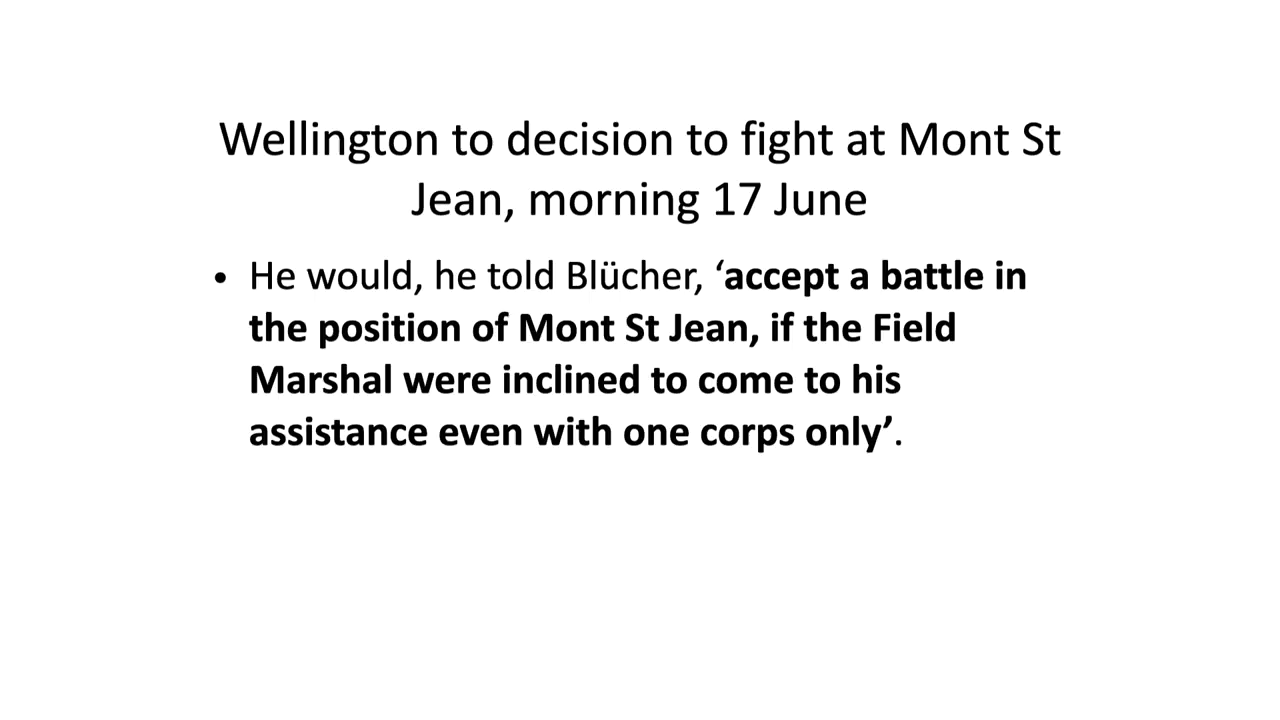 Wellington to decision to fight at Mont St
Jean, morning 17 June
• He would, he told Blücher, ‘accept a battle in
the position of Mont St Jean, if the Field
Marshal were inclined to come to his
assistance even with one corps only’.